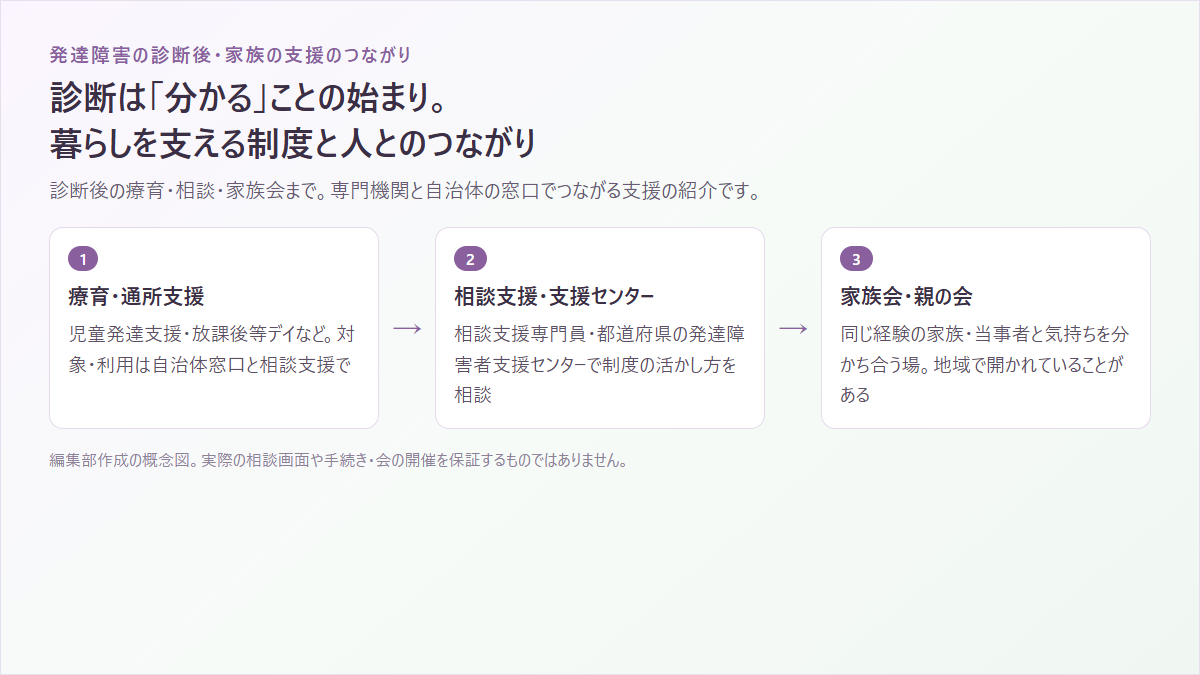 発達障害の診断後・家族の支援のつながり
診断は「分かる」ことの始まり。
暮らしを支える制度と人とのつながり
診断後の療育・相談・家族会まで。専門機関と自治体の窓口でつながる支援の紹介です。
1
療育・通所支援
児童発達支援・放課後等デイなど。対
象・利用は自治体窓口と相談支援で
→
2
相談支援・支援センター
相談支援専門員・都道府県の発達障
害者支援センターで制度の活かし方を
相談
→
3
家族会・親の会
同じ経験の家族・当事者と気持ちを分
かち合う場。地域で開かれていることが
ある
編集部作成の概念図。実際の相談画面や手続き・会の開催を保証するものではありません。